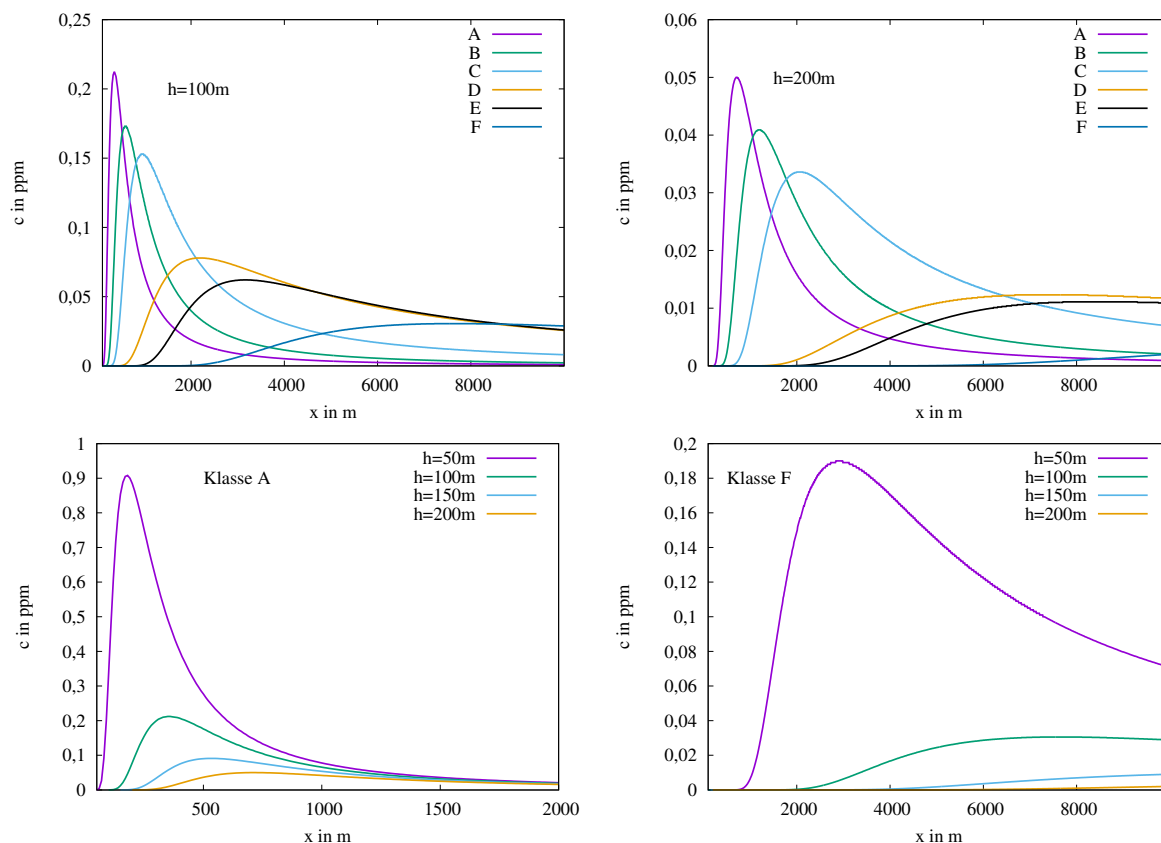 0,25
0,2
0,15
0,1
0,05
0
c in ppm
h=100m
A
B
C
D
E
F
2000
4000
6000
8000
x in m
0,06
0,05
0,04
0,03
0,02
0,01
0
c in ppm
h=200m
A
B
C
D
E
F
2000
4000
6000
8000
x in m
1
0,9
0,8
0,7
0,6
0,5
0,4
0,3
0,2
0,1
0
c in ppm
Klasse A
h=50m
h=100m
h=150m
h=200m
500
1000
1500
2000
x in m
0,2
0,18
0,16
0,14
0,12
0,1
0,08
0,06
0,04
0,02
0
c in ppm
Klasse F
h=50m
h=100m
h=150m
h=200m
2000
4000
6000
8000
x in m